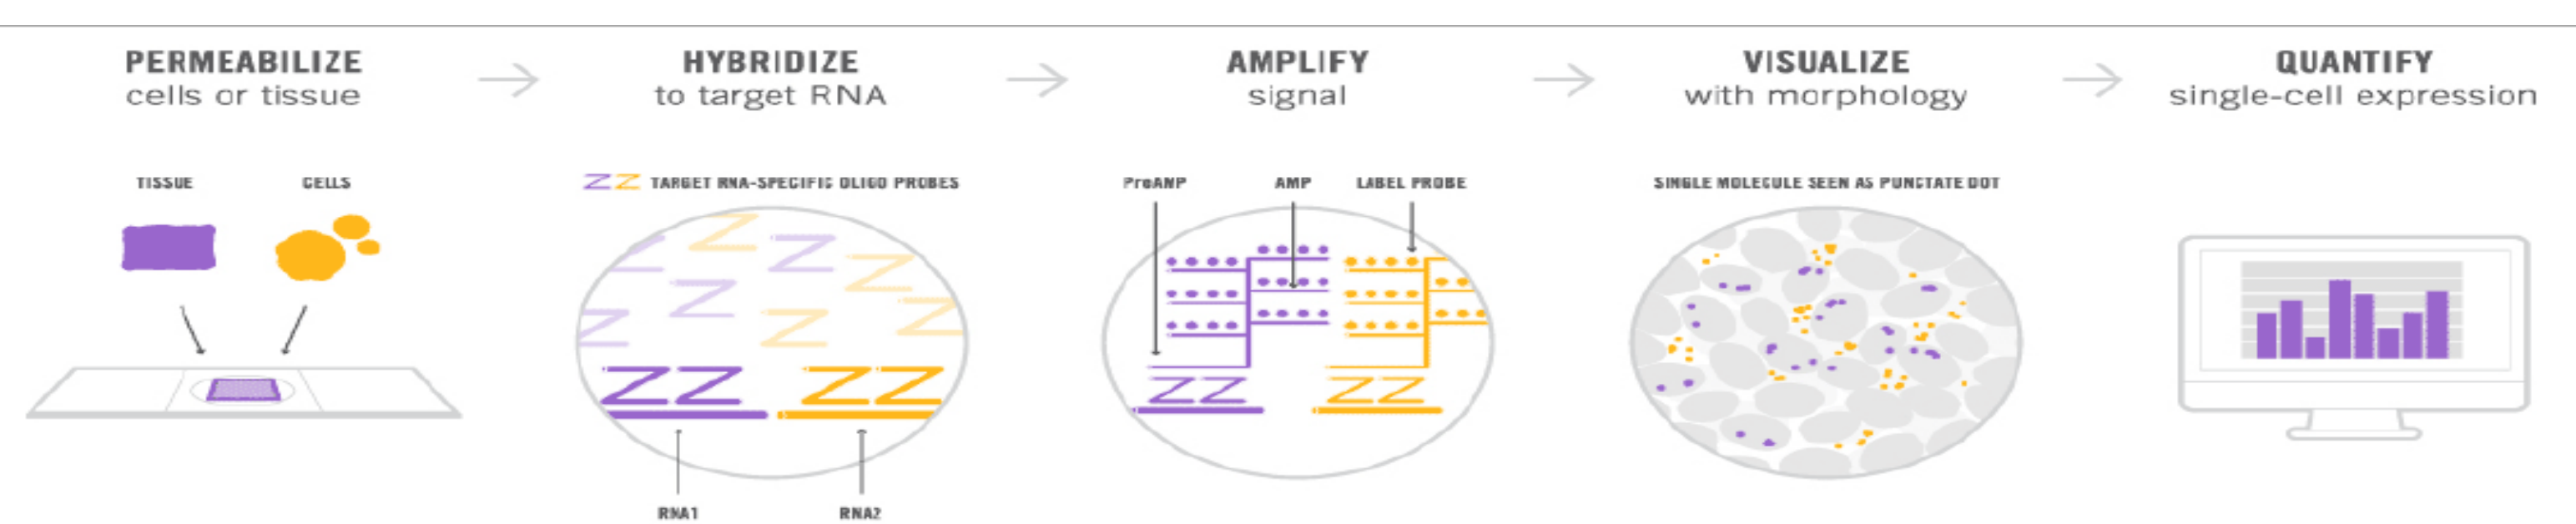 PERMEABILIZE
cells or tissue
HYBRIDIZE
to target RNA
AMPLIFY
signal
VISUALIZE
with morphology
QUANTIFY
single-cell expression
TISSUE
CELLS
ZZ TARGET RNA-SPECIFIC OLIGO PROBES
PreAMP
AMP
LABEL PROBE
SINGLE MOLECULE SEEN AS PUNCTATE DOT
RNA1
RNA2